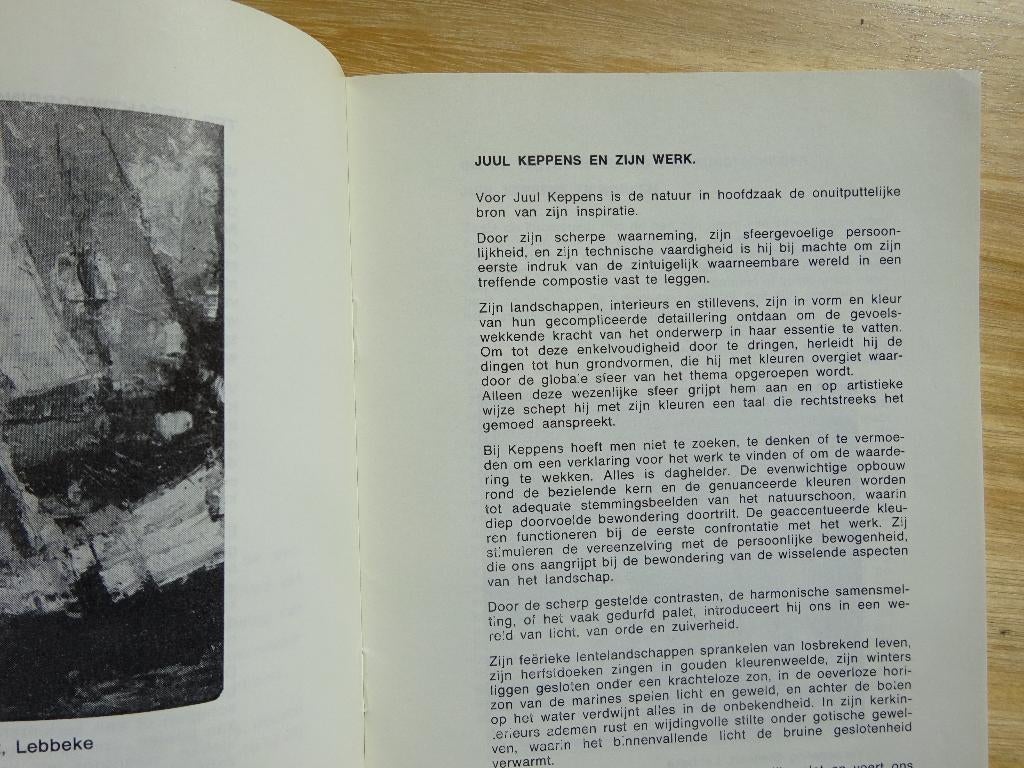 , Lebbeke
JUUL KEPPENS EN ZIJN WERK.
Voor Juul Keppens is de natuur in hoofdzaak de onuitputtelijke
bron van zijn inspiratie.
Door zijn scherpe waarneming, zijn sfeergevoelige persoon-
lijkheid, en zijn technische vaardigheid is hij bij machte om zijn
eerste indruk van de zintuigelijk waarneembare wereld in een
treffende compostie vast te leggen.
Zijn landschappen, interieurs en stillevens, zijn in vorm en kleur
van hun gecompliceerde detaillering ontdaan om de gevoels-
wekkende kracht van het onderwerp in haar essentie te vatten.
Om tot deze enkelvoudigheid door te dringen, herleidt hij de
dingen tot hun grondvormen, die hij met kleuren overgiet waar-
door de globale sfeer van het thema opgeroepen wordt.
Alleen deze wezenlijke sfeer grijpt hem aan en op artistieke
wijze schept hij met zijn kleuren een taal die rechtstreeks het
gemoed aanspreekt.
Bij Keppens hoeft men niet te zoeken, te denken of te vermoe-
den om een verklaring voor het werk te vinden of om de waarde-
ring te wekken. Alles is daghelder. De evenwichtige opbouw
rond de bezielende kern en de genuanceerde kleuren worden
tot adequate stemmingsbeelden van het natuurschoon, waarin
diep doorvoelde bewondering doortrilt. De geaccentueerde kleu-
ren functioneren bij de eerste confrontatie met het werk. Zij
stimuleren de vereenzelving met de persoonlijke bewogenheid,
die ons aangrijpt bij de bewondering van de wisselende aspecten
van het landschap.
Door de scherp gestelde contrasten, de harmonische samensmel-
ting, of het vaak gedurfd palet, introduceert hij ons in een we-
reld van licht, van orde en zuiverheid.
Zijn feërieke lentelandschappen sprankelen van losbrekend leven,
zijn herfstdoeken zingen in gouden kleurenweelde, zijn winters
liggen gesloten onder een krachteloze zon, in de oeverloze hori-
zon van de marines speien licht en geweld, en achter de boten
op het water verdwijnt alles in de onbekendheid. In zijn kerkin-
terieurs ademen rust en wijdingvolle stilte onder gotische gewel-
ven, waarin het binnenvallende licht de bruine geslotenheid
verwarmt.